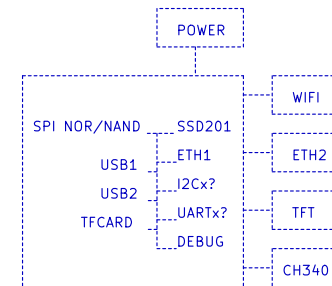 POWER
WIFI
SPI NOR/NAND
SSD201
USB1
ETH1
ETH2
USB2
I2Cx?
TFCARD
UARTx?
TFT
DEBUG
CH340